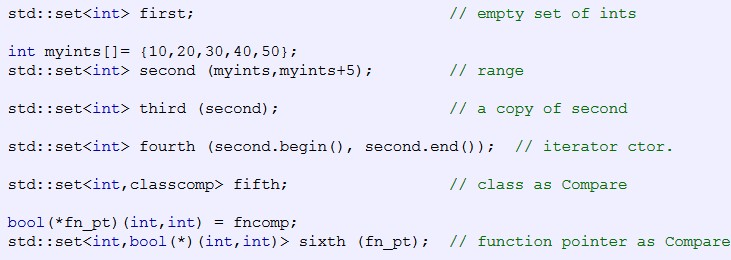 std::set<int> first;                           // empty set of ints
int myints[]= {10,20,30,40,50};
std::set<int> second (myints,myints+5);        // range
std::set<int> third (second);                  // a copy of second
std::set<int> fourth (second.begin(), second.end());  // iterator ctor.
std::set<int,classcomp> fifth;                 // class as Compare
bool(*fn_pt)(int,int) = fncomp;
std::set<int,bool(*)(int,int)> sixth (fn_pt);  // function pointer as Compare